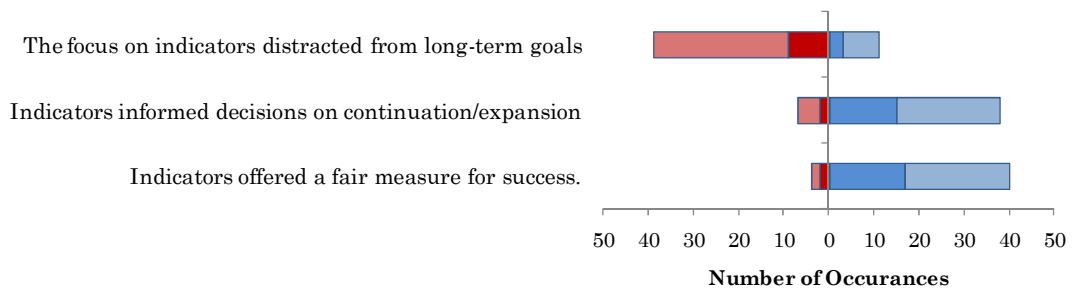 The focus on indicators distracted from long-term goals
Indicators informed decisions on continuation/expansion
Indicators offered a fair measure for success.
50 40 30 20 10 0 10 20 30 40 50
Number of Occurances